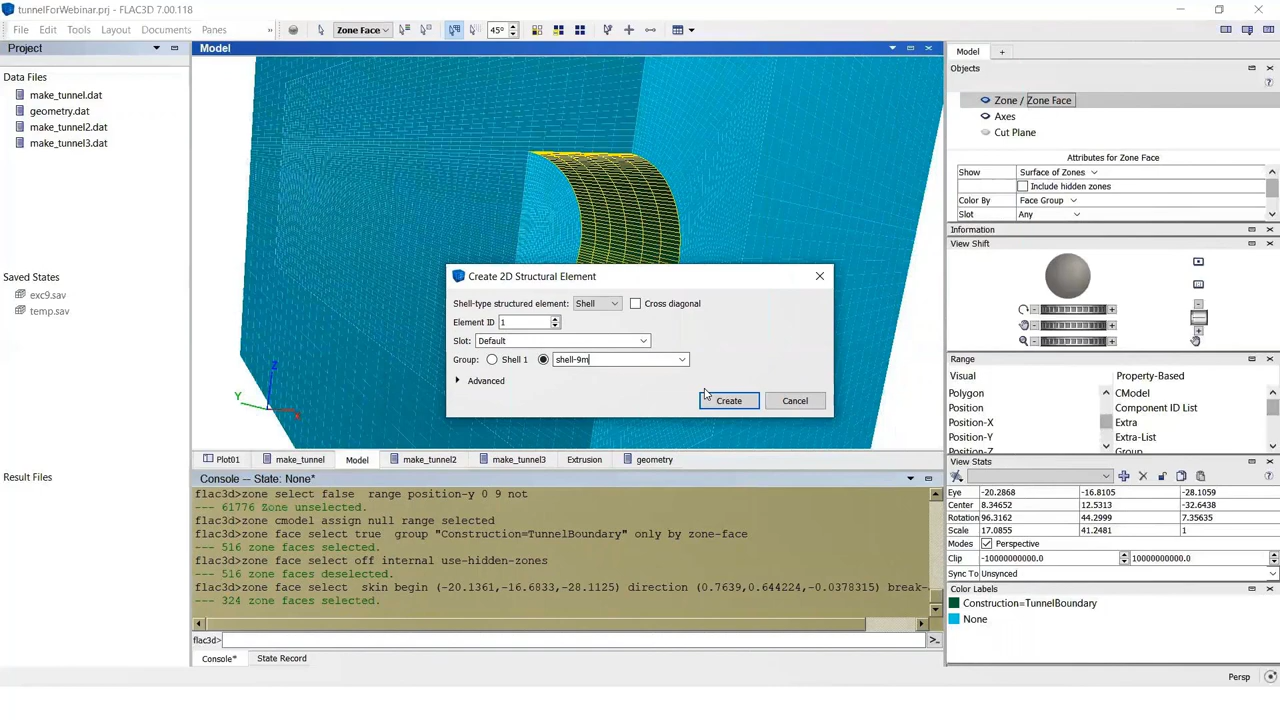 tunnelForWebinar.prj - FLAC3D 7.00.118
File Edit Tools Layout Documents Panes » Zone Face 45°
Project
Data Files
make_tunnel.dat
geometry.dat
make_tunnel2.dat
make_tunnel3.dat
Saved States
exc9.sav
temp.sav
Result Files
Model
Z
Y
x
Create 2D Structural Element
Shell-type structured element: Shell Cross diagonal
Element ID 1
Slot: Default
Group: Shell 1 shell-9m
Advanced
Create Cancel
Plot01 make_tunnel Model make_tunnel2 make_tunnel3 Extrusion geometry
Console -- State: None*
flac3d>zone select false range position-y 0 9 not
--- 61776 Zone unselected.
flac3d>zone cmodel assign null range selected
flac3d>zone face select true group "Construction=TunnelBoundary" only by zone-face
--- 516 zone faces selected.
flac3d>zone face select off internal use-hidden-zones
--- 516 zone faces deselected.
flac3d>zone face select skin begin (-20.1361,-16.6833,-28.1125) direction (0.7639,0.644224,-0.0378315) break-
--- 324 zone faces selected.
flac3d>
Console* State Record
Model +
Objects
Zone / Zone Face
Axes
Cut Plane
Attributes for Zone Face
Show Surface of Zones
Include hidden zones
Color By Face Group
Slot Any
Information
View Shift
Range
Visual Property-Based
Polygon CModel
Position Component ID List
Position-X Extra
Position-Y Extra-List
Position-Z Group
View Stats
Eye -20.2868 -16.8105 -28.1059
Center 8.34652 12.5313 -32.6438
Rotation 96.3162 44.2999 7.35635
Scale 17.0855 41.2481 1
Modes Perspective
Clip -10000000000.0 10000000000.0
Sync To Unsynced
Color Labels
Construction=TunnelBoundary
None
Persp